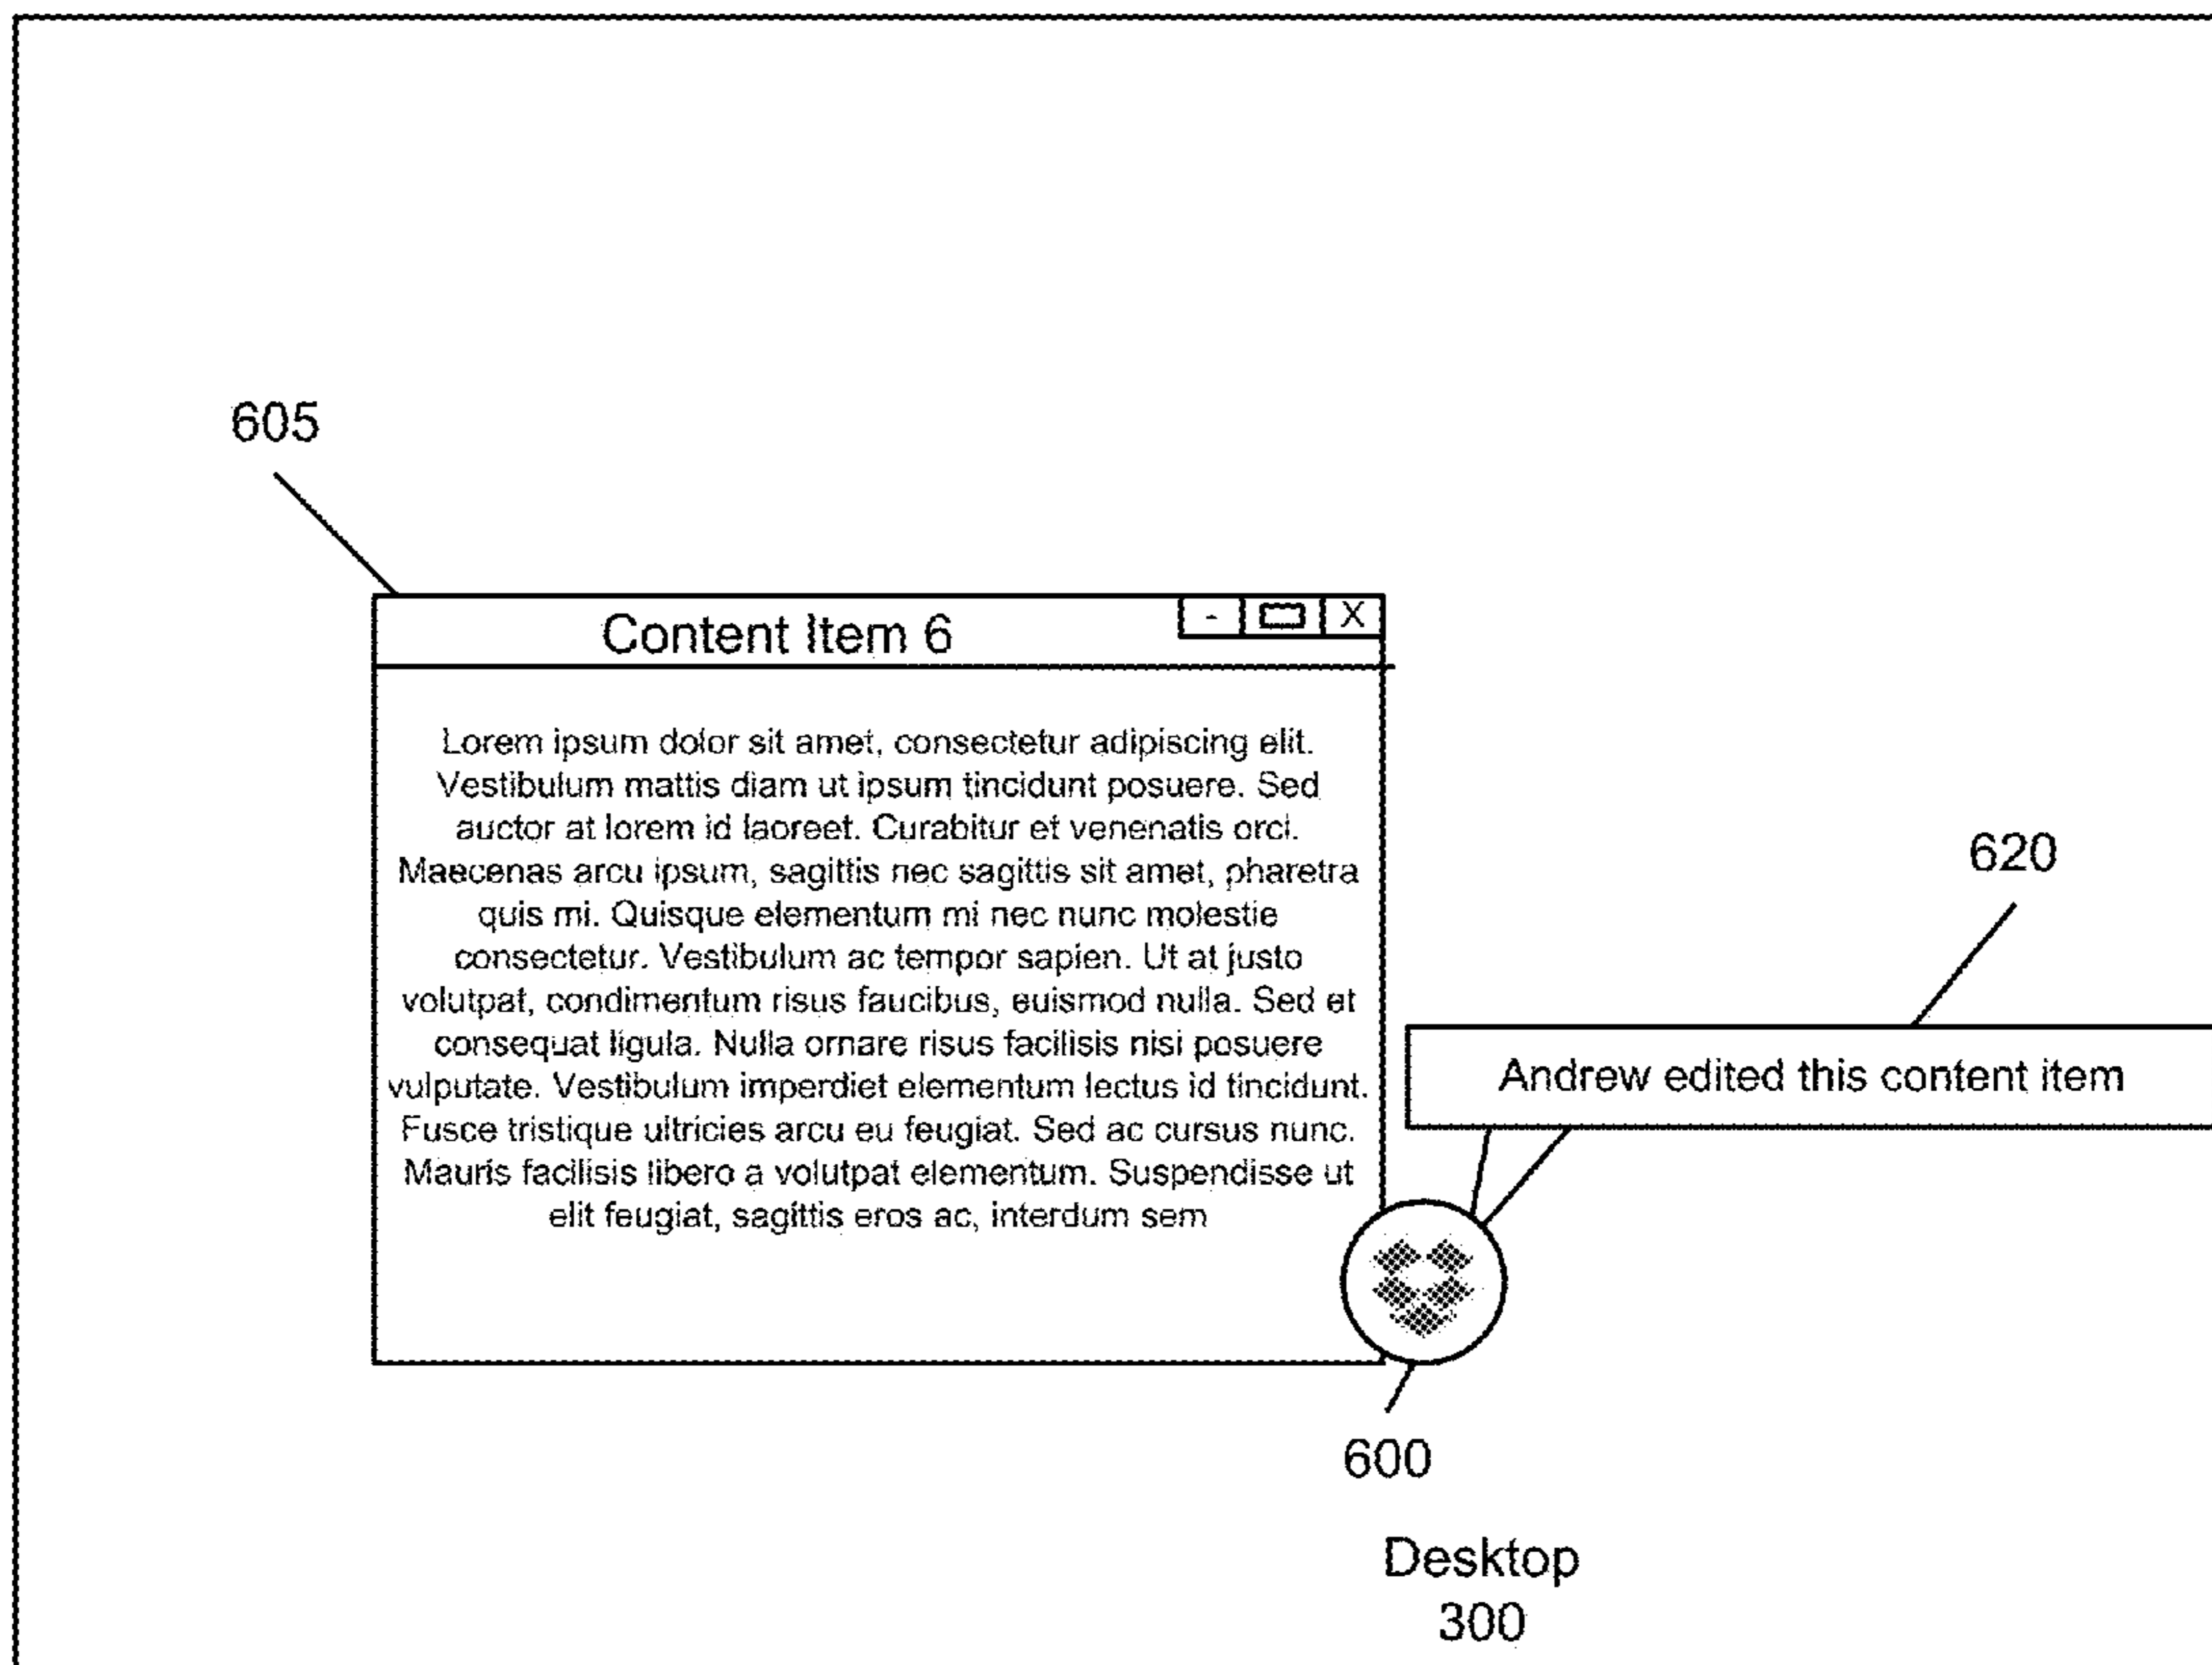 605
Content Item 6
- X
Lorem ipsum dolor sit amet, consectetur adipiscing elit.
Vestibulum mattis diam ut ipsum tincidunt posuere. Sed
auctor at lorem id laoreet. Curabitur et venenatis orci.
Maecenas arcu ipsum, sagittis nec sagittis sit amet, pharetra
quis mi. Quisque elementum mi nec nunc molestie
consectetur. Vestibulum ac tempor sapien. Ut at justo
volutpat, condimentum risus faucibus, euismod nulla. Sed et
consequat ligula. Nulla ornare risus facilisis nisi posuere
vulputate. Vestibulum imperdiet elementum lectus id tincidunt.
Fusce tristique ultricies arcu eu feugiat. Sed ac cursus nunc.
Mauris facilisis libero a volutpat elementum. Suspendisse ut
elit feugiat, sagittis eros ac, interdum sem
620
Andrew edited this content item
600
Desktop
300